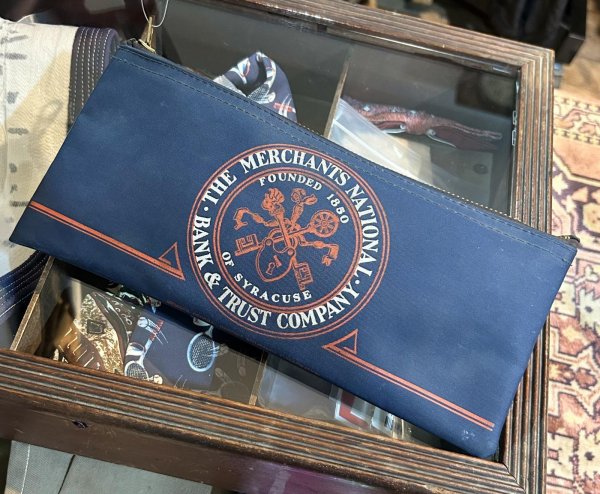 THE MERCHANTS NATIONAL
BANK & TRUST COMPANY
FOUNDED 1850
OF SYRACUSE